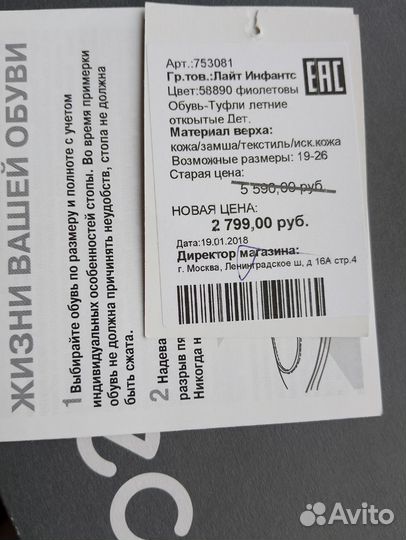 Арт.:753081
Гр.тов.:Лайт Инфантс
Цвет:58890 фиолетовы
Обувь-Туфли летние
открытые Дет.
Материал верха:
кожа/замша/текстиль/иск.кожа
Возможные размеры: 19-26
Старая цена:
5 590,00 руб.
НОВАЯ ЦЕНА:
2 799,00 руб.
Дата:19.01.2018
Директор магазина:
г. Москва, Ленинградское ш, д 16А стр.4
EAC
ЖИЗНИ ВАШЕЙ ОБУВИ
1 Выбирайте обувь по размеру и полноте с учетом
индивидуальных особенностей стопы. Во время примерки
обувь не должна причинять неудобств, стопа не должна
быть сжата.
2 Надева
разрыв
Никогда н
Avito